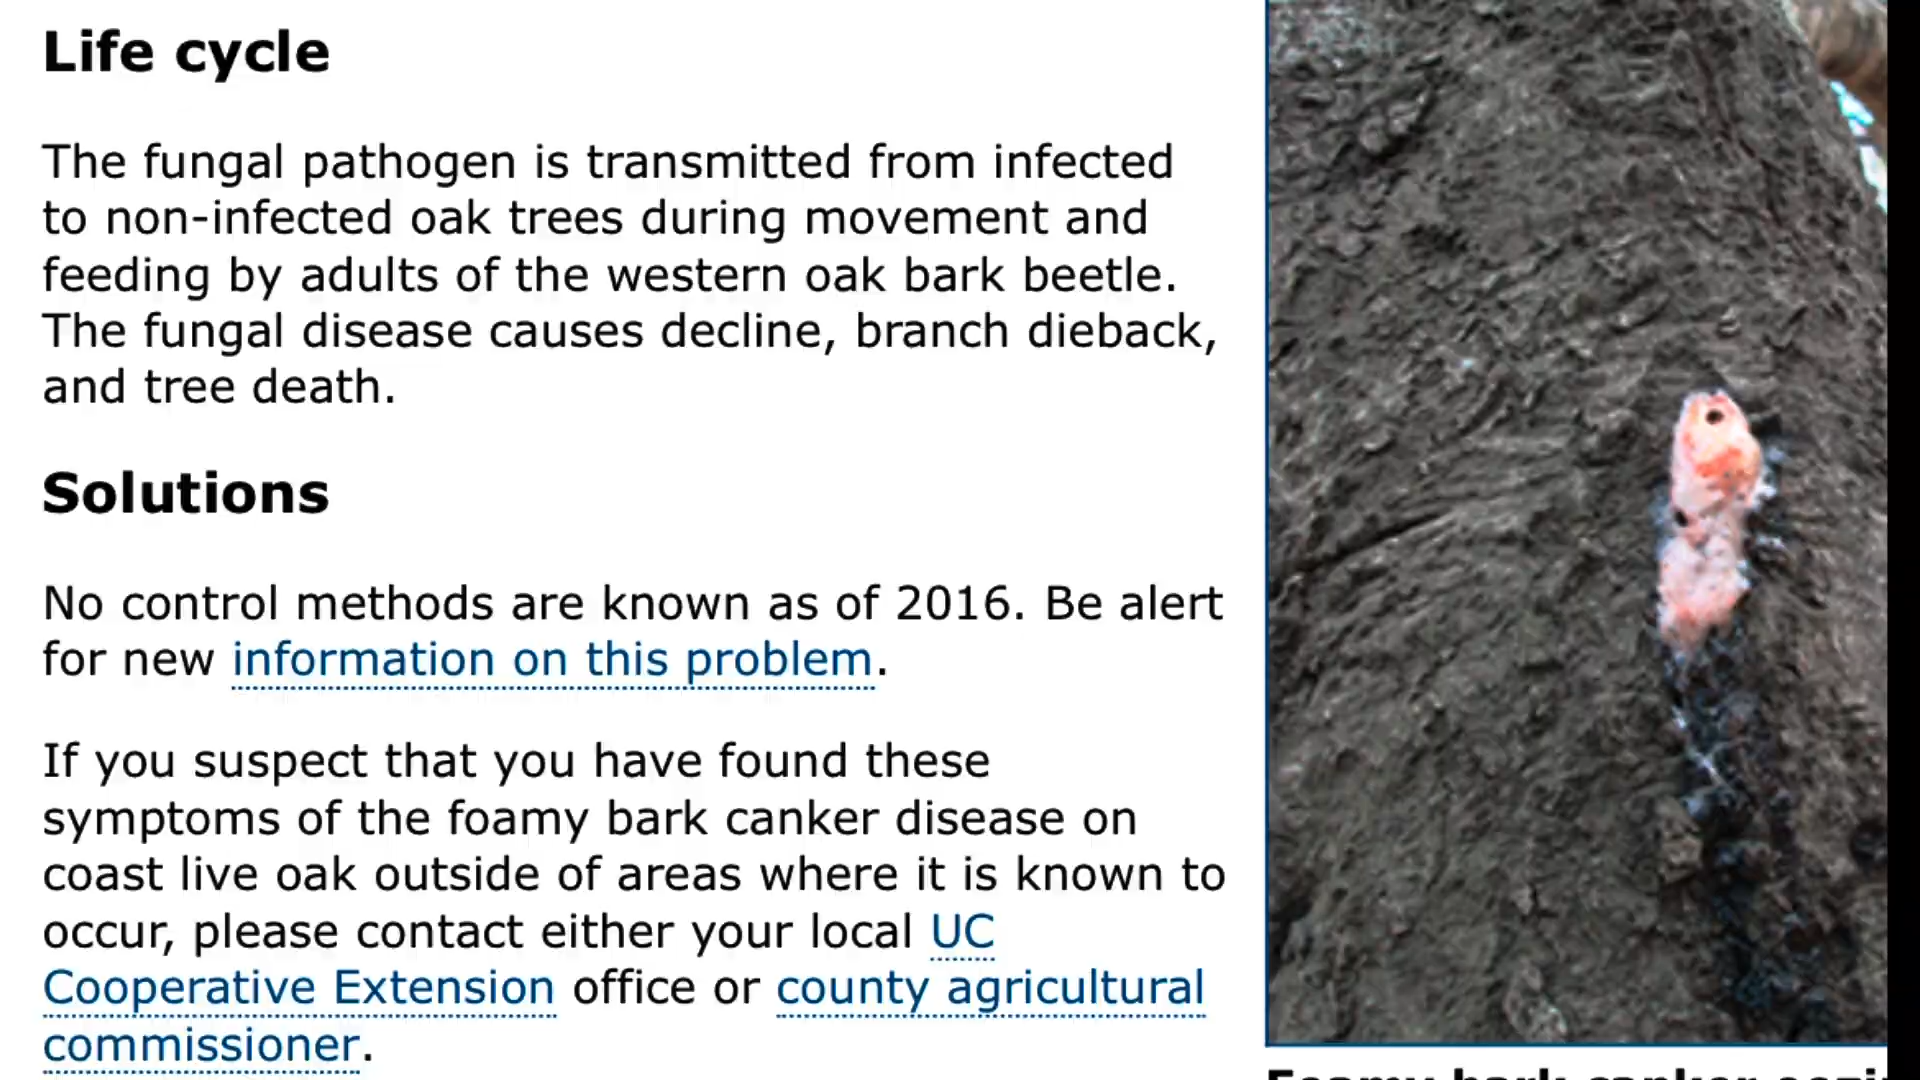 Life cycle
The fungal pathogen is transmitted from infected
to non-infected oak trees during movement and
feeding by adults of the western oak bark beetle.
The fungal disease causes decline, branch dieback,
and tree death.
Solutions
No control methods are known as of 2016. Be alert
for new information on this problem.
If you suspect that you have found these
symptoms of the foamy bark canker disease on
coast live oak outside of areas where it is known to
occur, please contact either your local UC
Cooperative Extension office or county agricultural
commissioner.
Foamy bark canker